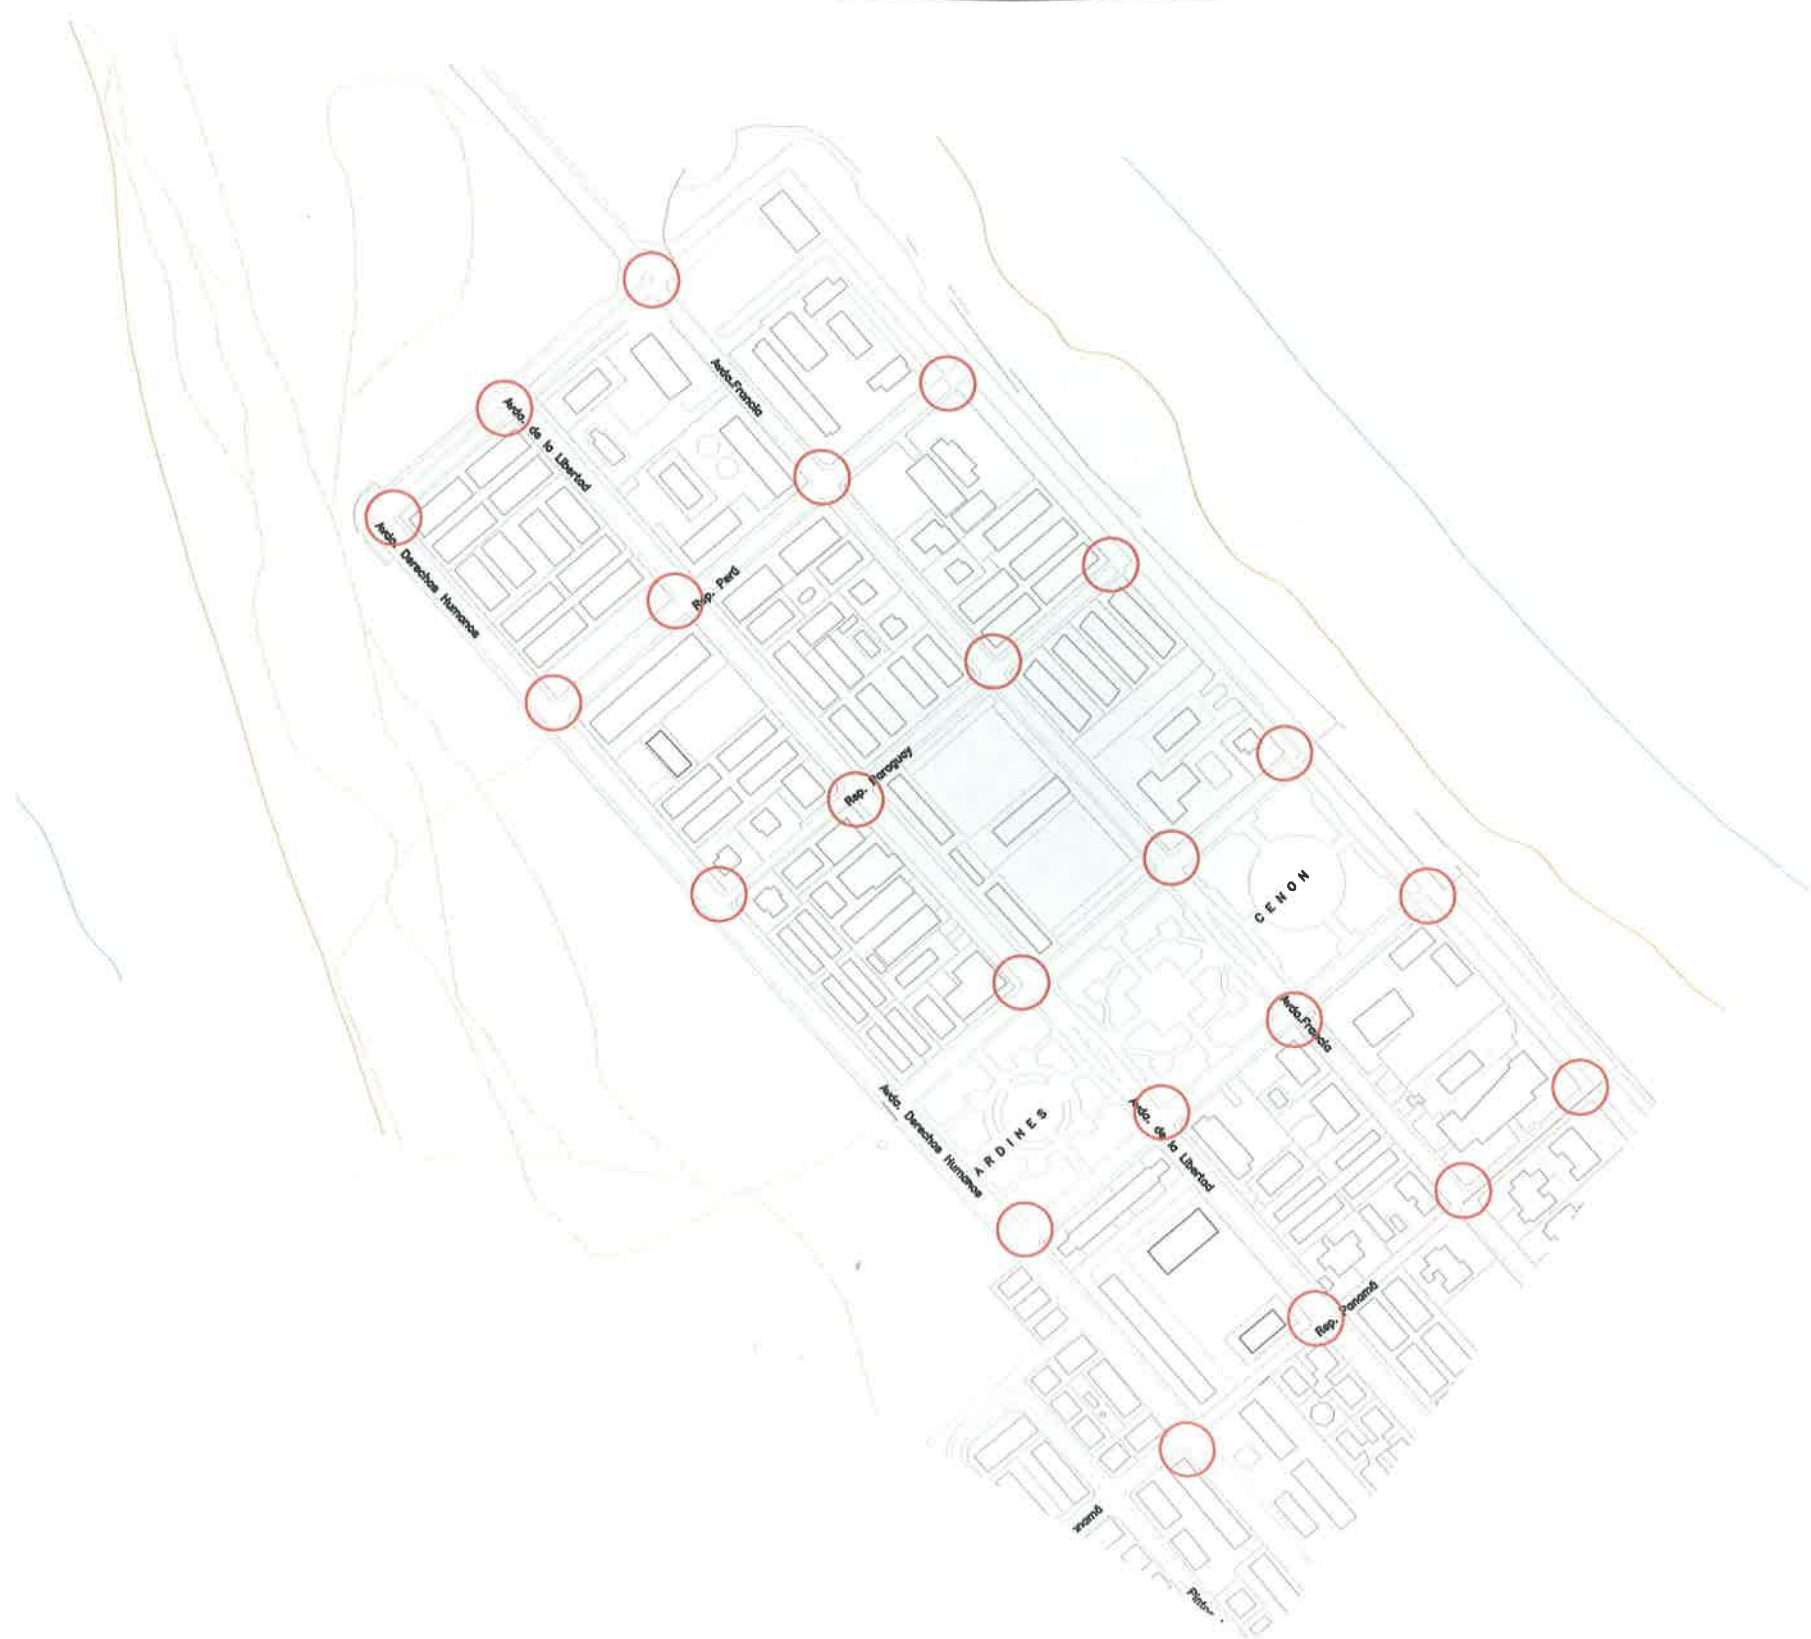 Avda.Francia
Avda. de la Libertad
Avda. Derechos Humanos
Rep. Perú
Rep. Paraguay
CENON
Avda.Francia
ARDINES
Avda. Derechos Humanos
Avda. de la Libertad
Rep. Panamá
namá